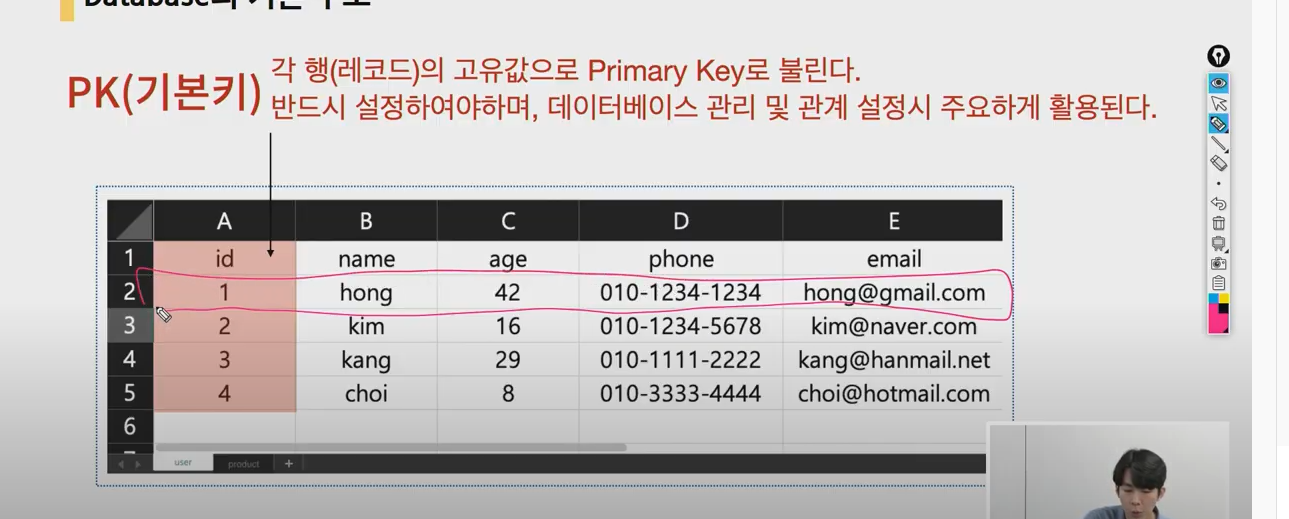 Database의 기본 구조
PK(기본키)
각 행(레코드)의 고유값으로 Primary Key로 불린다.
반드시 설정하여야하며, 데이터베이스 관리 및 관계 설정시 주요하게 활용된다.
A B C D E
1 id name age phone email
2 1 hong 42 010-1234-1234 hong@gmail.com
3 2 kim 16 010-1234-5678 kim@naver.com
4 3 kang 29 010-1111-2222 kang@hanmail.net
5 4 choi 8 010-3333-4444 choi@hotmail.com
6
user product +